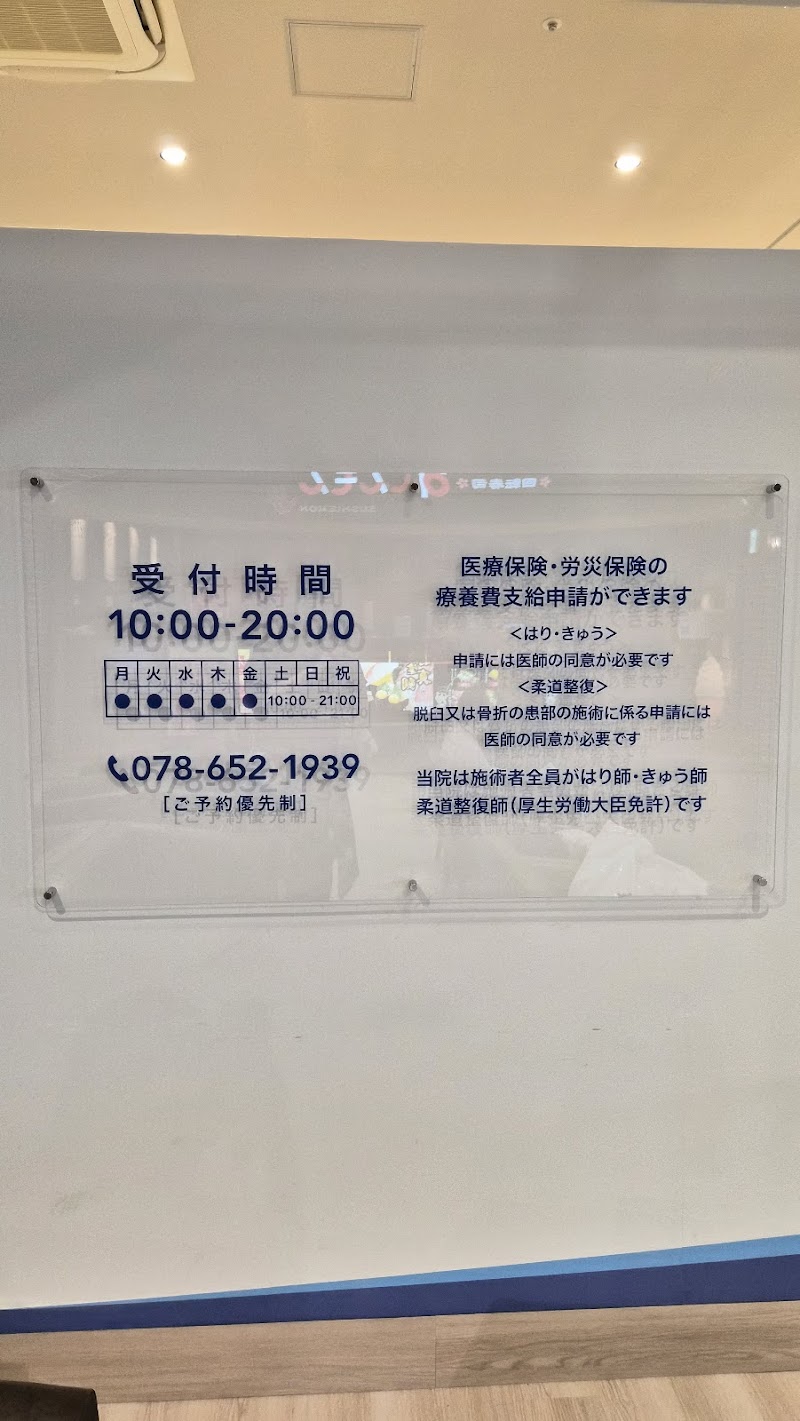 受付時間
10:00-20:00
月 火 水 木 金 土 日 祝
● ● ● ● ● 10:00 - 21:00
078-652-1939
[ご予約優先制]
医療保険・労災保険の
療養費支給申請ができます
<はり・きゅう>
申請には医師の同意が必要です
<柔道整復>
脱臼又は骨折の患部の施術に係る申請には
医師の同意が必要です
当院は施術者全員がはり師・きゅう師
柔道整復師(厚生労働大臣免許)です